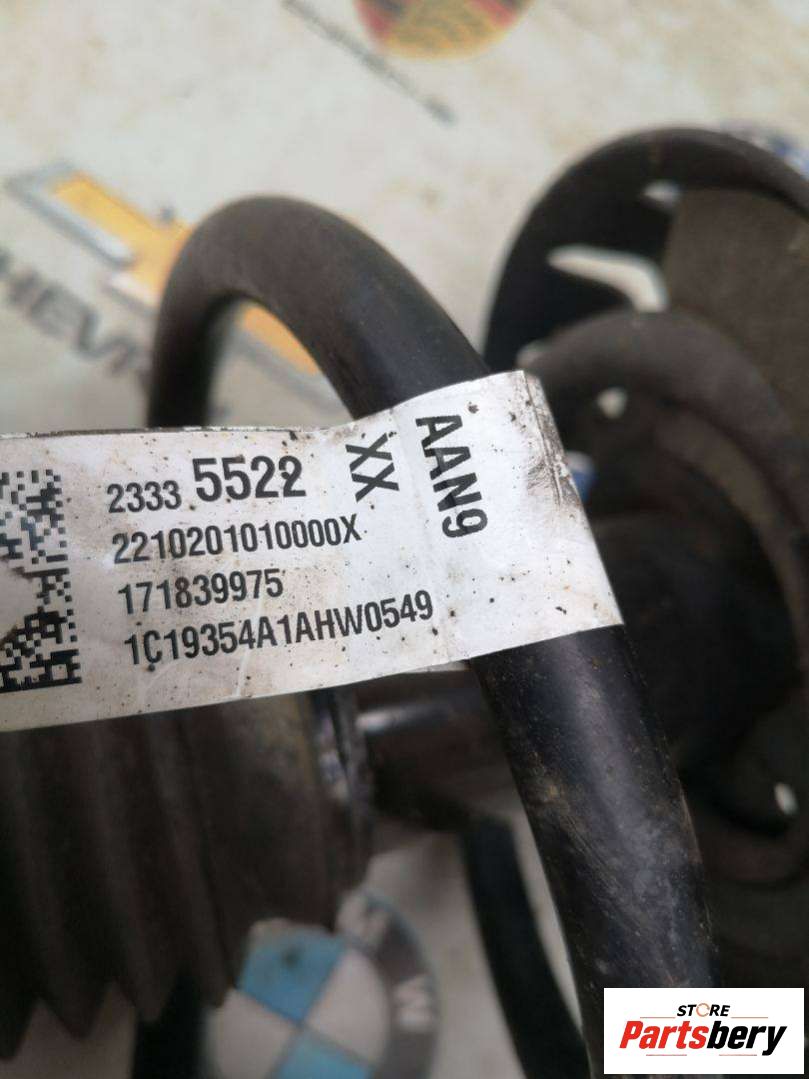 2333 5522 XX AAN9
2210201010000X
171839975
1C19354A1AHW0549
STORE
Partsbery